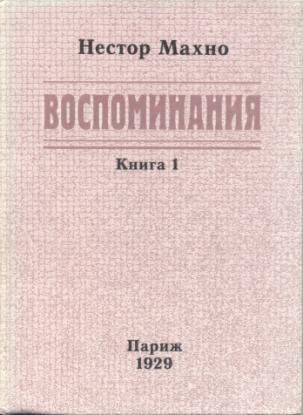 Нестор Махно
ВОСПОМИНАНИЯ
Книга 1
Париж
1929